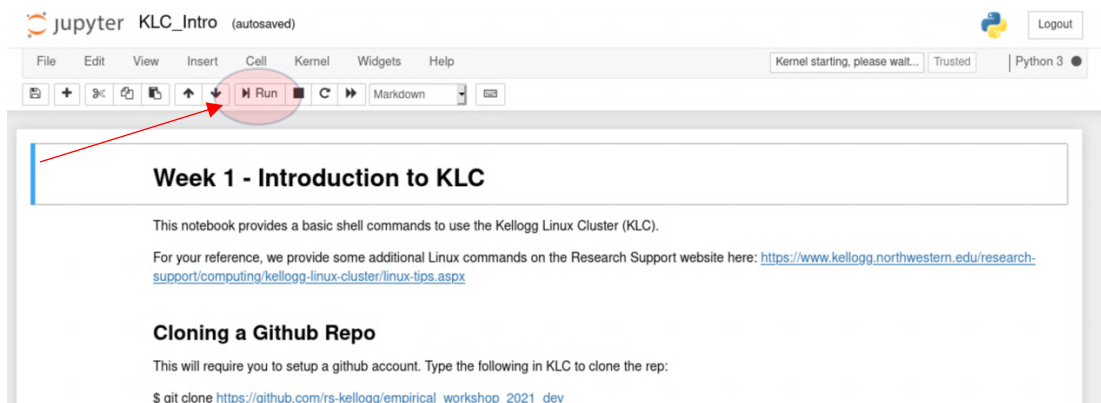 jupyter KLC_Intro (autosaved) Logout
File Edit View Insert Cell Kernel Widgets Help Kernel starting, please wait... Trusted Python 3
Run Markdown
Week 1 - Introduction to KLC
This notebook provides a basic shell commands to use the Kellogg Linux Cluster (KLC).
For your reference, we provide some additional Linux commands on the Research Support website here: https://www.kellogg.northwestern.edu/research-
support/computing/kellogg-linux-cluster/linux-tips.aspx
Cloning a Github Repo
This will require you to setup a github account. Type the following in KLC to clone the rep:
$ git clone https://github.com/rs-kellogg/empirical_workshop_2021_dev